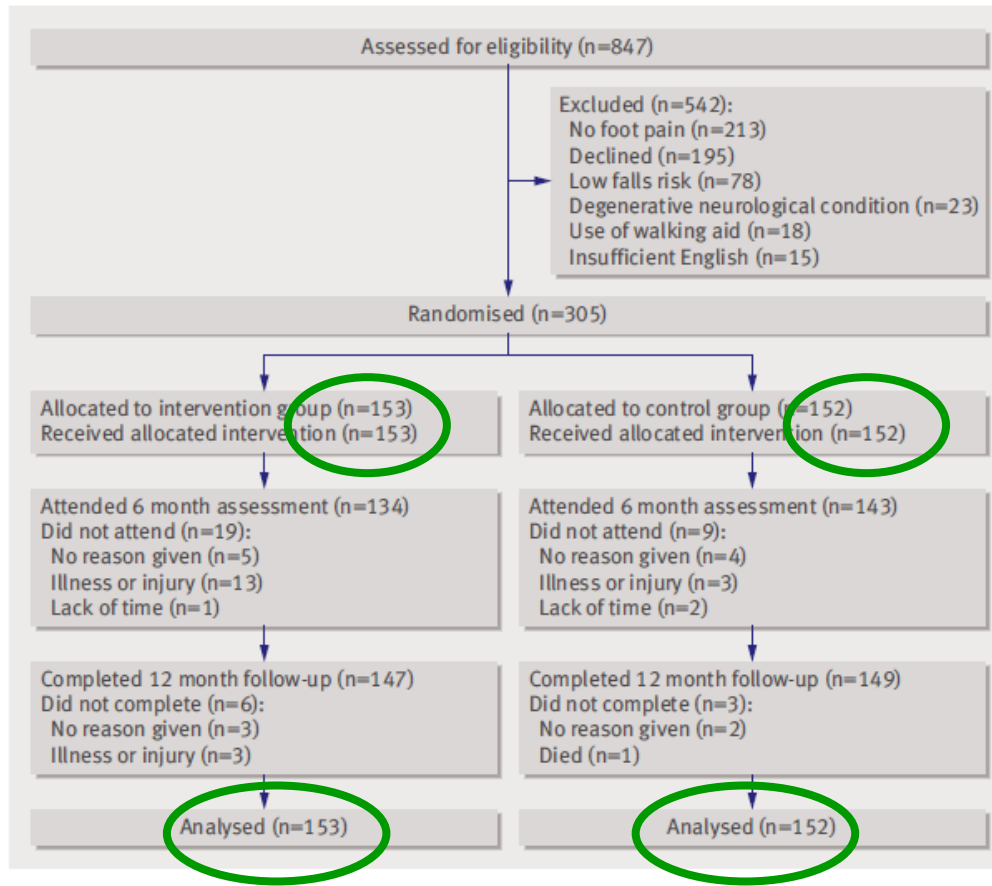 Assessed for eligibility (n=847)
Excluded (n=542):
No foot pain (n=213)
Declined (n=195)
Low falls risk (n=78)
Degenerative neurological condition (n=23)
Use of walking aid (n=18)
Insufficient English (n=15)
Randomised (n=305)
Allocated to intervention group (n=153)
Received allocated intervention (n=153)
Allocated to control group (n=152)
Received allocated intervention (n=152)
Attended 6 month assessment (n=134)
Did not attend (n=19):
No reason given (n=5)
Illness or injury (n=13)
Lack of time (n=1)
Attended 6 month assessment (n=143)
Did not attend (n=9):
No reason given (n=4)
Illness or injury (n=3)
Lack of time (n=2)
Completed 12 month follow-up (n=147)
Did not complete (n=6):
No reason given (n=3)
Illness or injury (n=3)
Completed 12 month follow-up (n=149)
Did not complete (n=3):
No reason given (n=2)
Died (n=1)
Analysed (n=153)
Analysed (n=152)